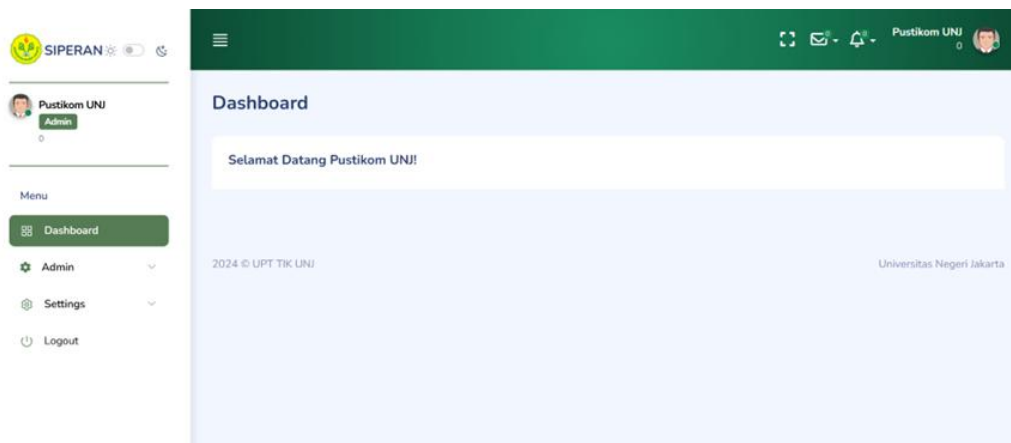 SIPERAN
Pustikom UNJ
Admin
0
Menu
Dashboard
Admin
Settings
Logout
Pustikom UNJ
0
Dashboard
Selamat Datang Pustikom UNJ!
2024 © UPT TIK UNJ
Universitas Negeri Jakarta